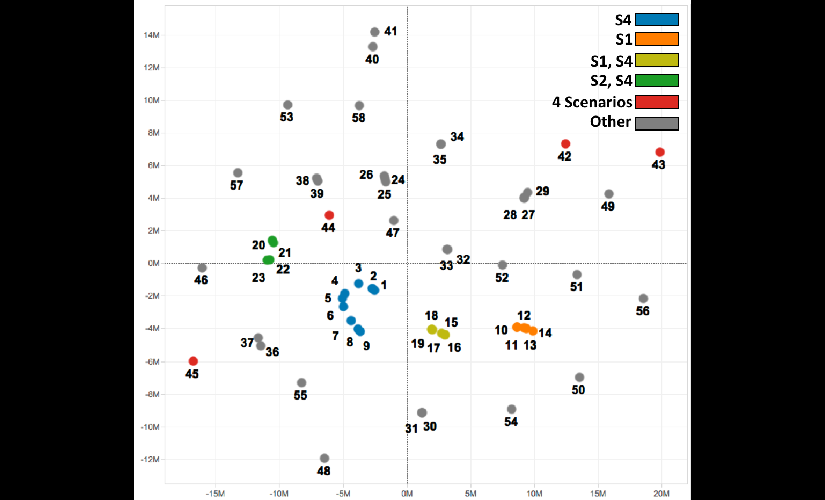 14M 41 S4
40 S1
12M S1, S4
S2, S4
10M 53 58 4 Scenarios
Other
8M 34
35 42 43
6M 57 38 39 26 24 25
29 49
4M 28 27
44 47
2M 20 21 33 32
0M 46 23 22 3 52
4 2 1 51
-2M 5 56
6 18 15 12
-4M 7 8 9 19 17 16 10 11 13 14
37 36
-6M 45
55 50
-8M
31 30 54
-10M
-12M 48
-15M -10M -5M 0M 5M 10M 15M 20M